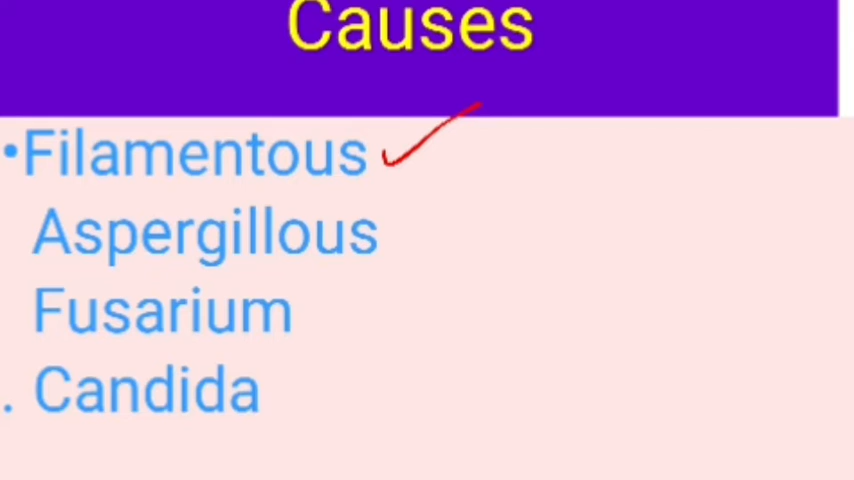 Causes
•Filamentous
Aspergillous
Fusarium
. Candida